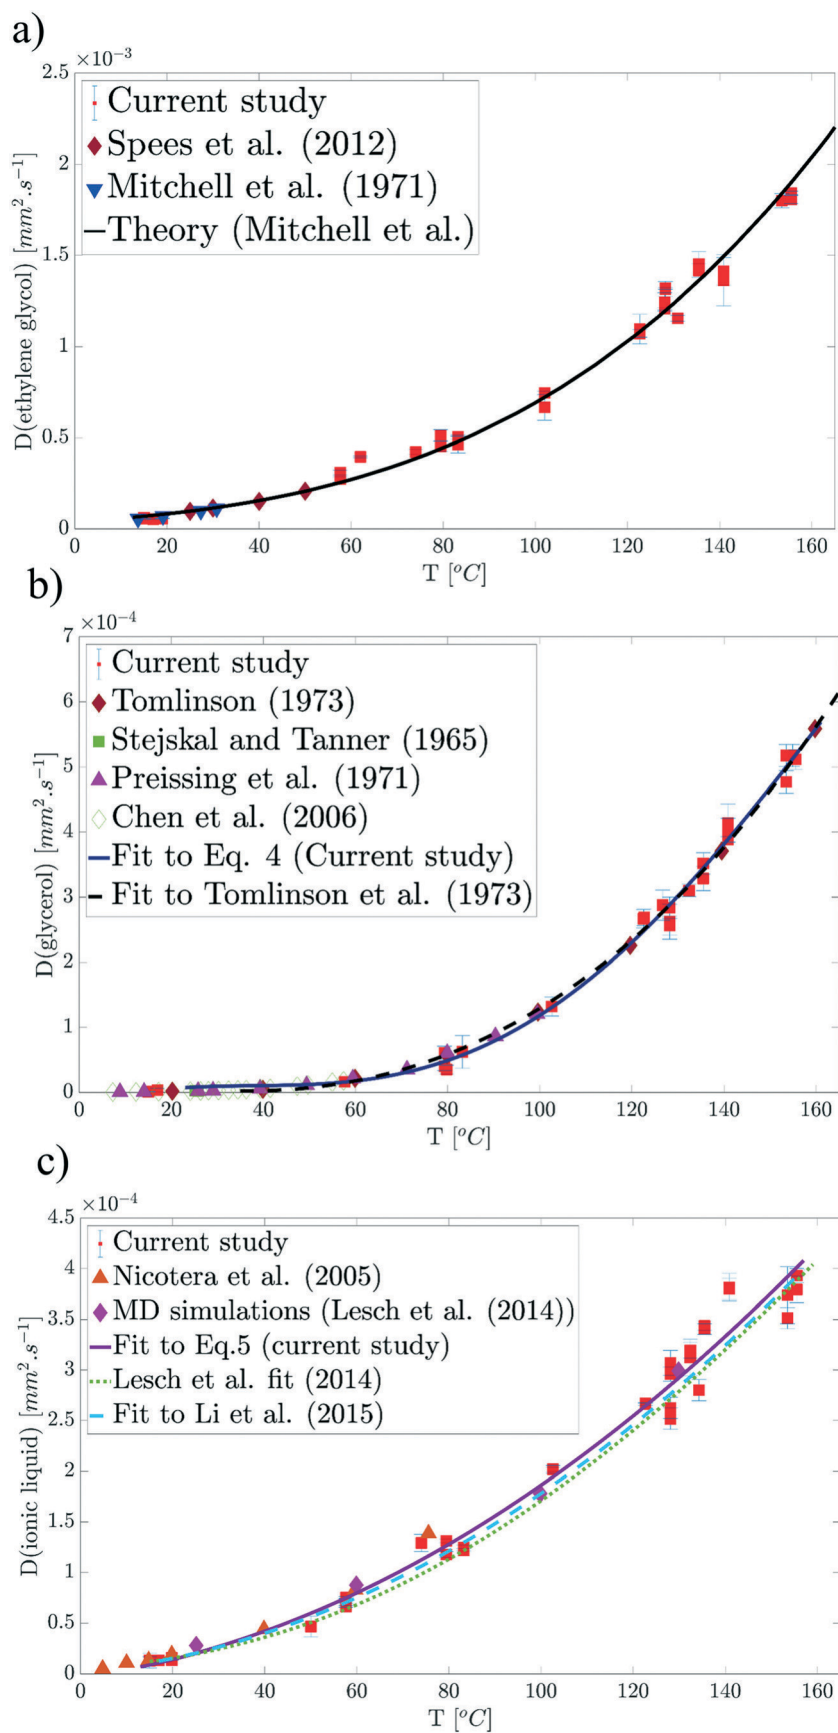 a)
×10⁻³
2.5
2
1.5
1
0.5
0
D(ethylene glycol) [mm².s⁻¹]
Current study
Spees et al. (2012)
Mitchell et al. (1971)
Theory (Mitchell et al.)
0 20 40 60 80 100 120 140 160
T [°C]
b)
×10⁻⁴
7
6
5
4
3
2
1
0
D(glycerol) [mm².s⁻¹]
Current study
Tomlinson (1973)
Stejskal and Tanner (1965)
Preissing et al. (1971)
Chen et al. (2006)
Fit to Eq. 4 (Current study)
Fit to Tomlinson et al. (1973)
0 20 40 60 80 100 120 140 160
T [°C]
c)
×10⁻⁴
4.5
4
3.5
3
2.5
2
1.5
1
0.5
0
D(ionic liquid) [mm².s⁻¹]
Current study
Nicotera et al. (2005)
MD simulations (Lesch et al. (2014))
Fit to Eq.5 (current study)
Lesch et al. fit (2014)
Fit to Li et al. (2015)
0 20 40 60 80 100 120 140 160
T [°C]